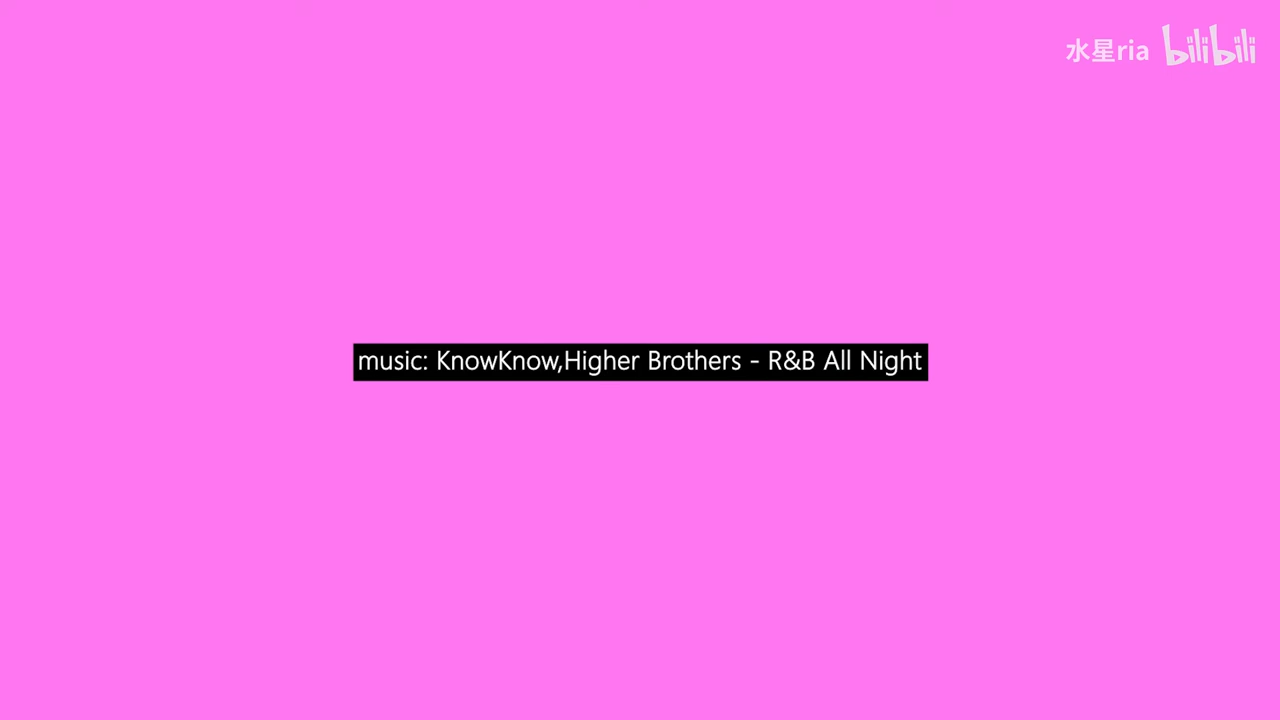 水星ria bilibili
music: KnowKnow,Higher Brothers - R&B All Night